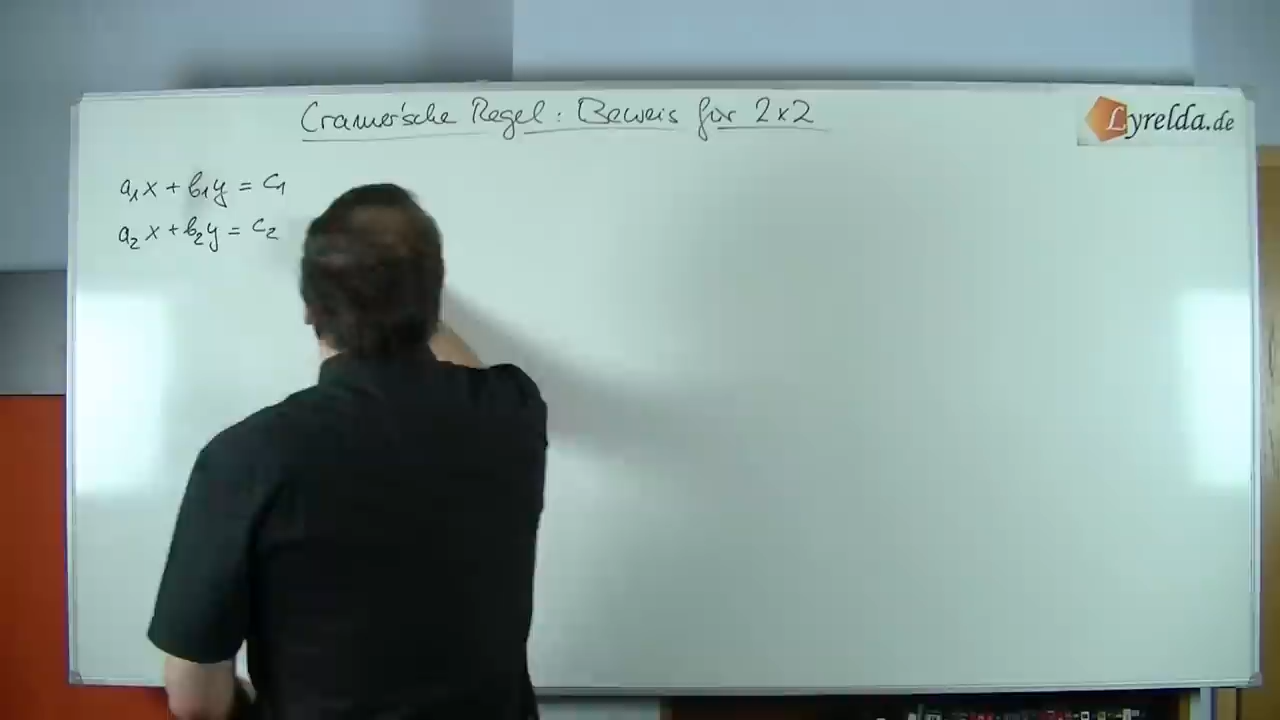 Cramer'sche Regel: Beweis für 2x2
Lyrelda.de
a₁x + b₁y = c₁
a₂x + b₂y = c₂